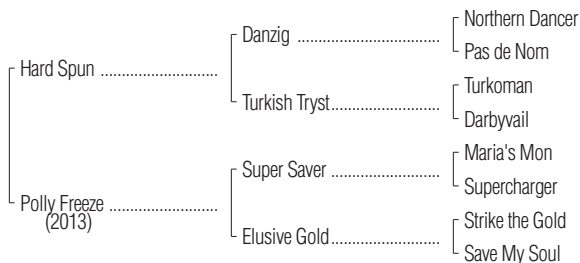 Northern Dancer
Danzig
Pas de Nom
Hard Spun
Turkoman
Turkish Tryst
Darbyvail
Maria's Mon
Super Saver
Supercharger
Polly Freeze
(2013)
Strike the Gold
Elusive Gold
Save My Soul